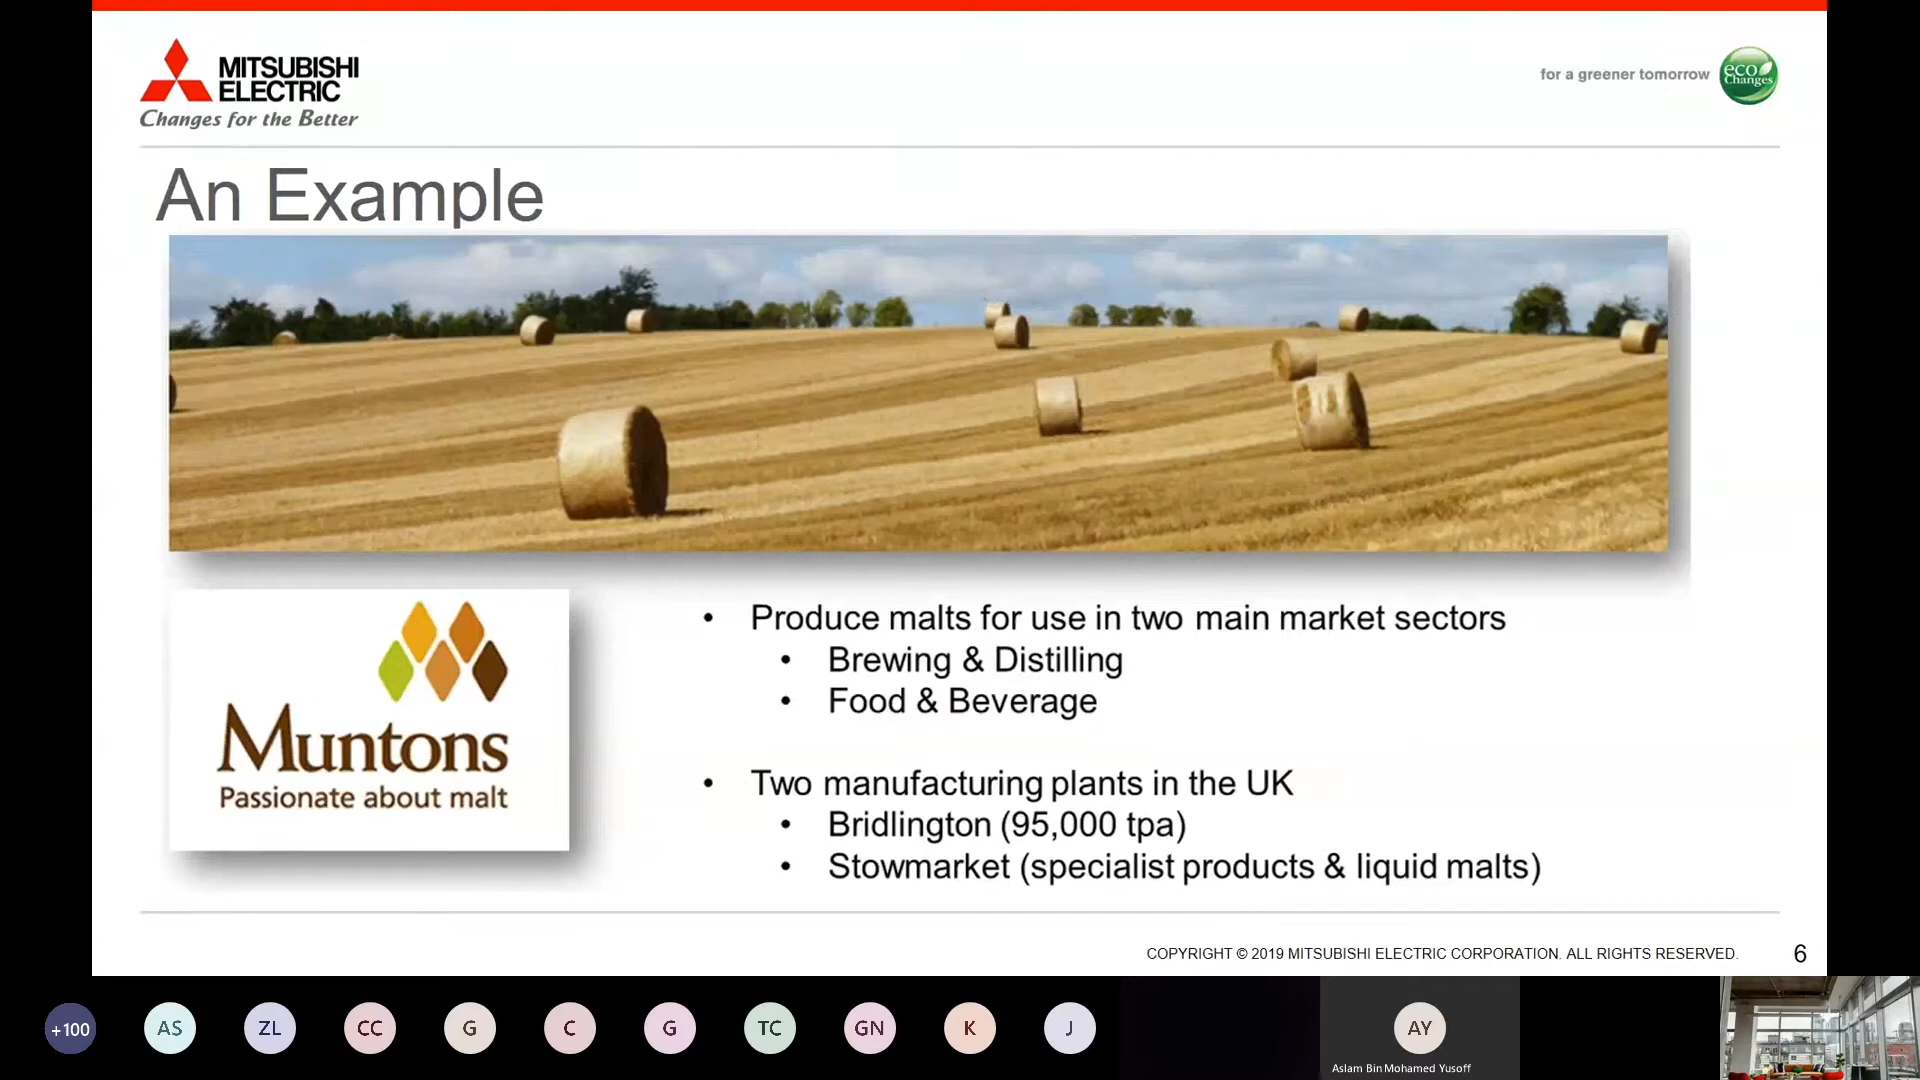 MITSUBISHI
ELECTRIC
Changes for the Better
for a greener tomorrow
eco
Changes
An Example
Muntons
Passionate about malt
• Produce malts for use in two main market sectors
• Brewing & Distilling
• Food & Beverage
• Two manufacturing plants in the UK
• Bridlington (95,000 tpa)
• Stowmarket (specialist products & liquid malts)
COPYRIGHT © 2019 MITSUBISHI ELECTRIC CORPORATION. ALL RIGHTS RESERVED.
6
+100 AS ZL CC G C G TC GN K J AY
Aslam Bin Mohamed Yusoff